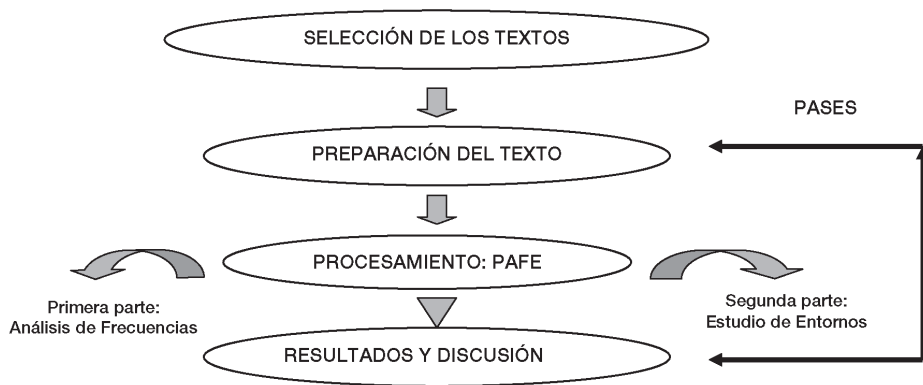 SELECCIÓN DE LOS TEXTOS
PASES
PREPARACIÓN DEL TEXTO
PROCESAMIENTO: PAFE
Primera parte:
Análisis de Frecuencias
Segunda parte:
Estudio de Entornos
RESULTADOS Y DISCUSIÓN